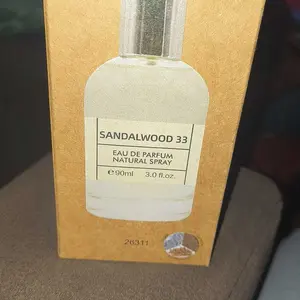 SANDALWOOD 33
EAU DE PARFUM
NATURAL SPRAY
℮90ml 3.0 fl.oz.
26311